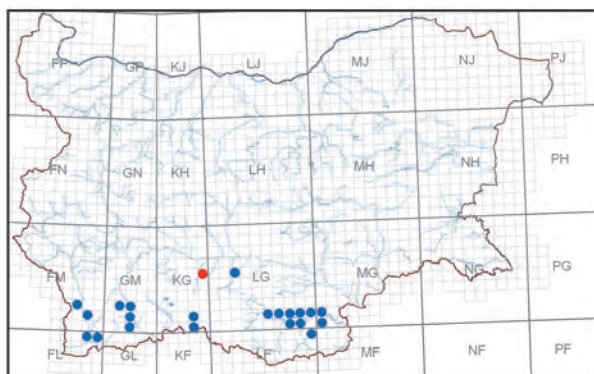 FP GP KJ LJ MJ NJ PJ
FN GN KH LH MH NH PH
FM GM KG LG MG NG PG
FL GL KF LF MF NF PF